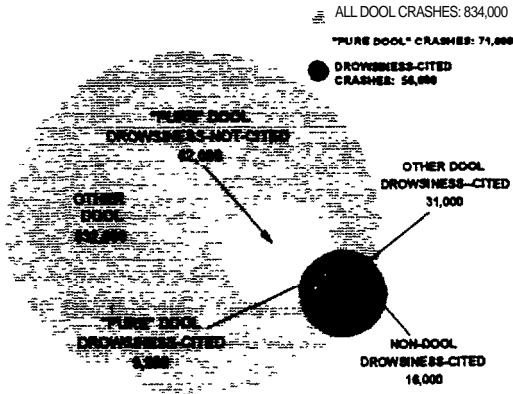 ALL DOOL CRASHES: 834,000
"PURE DOOL" CRASHES: 71,000
DROWSINESS-CITED
CRASHES: 56,000
"PURE" DOOL
DROWSINESS-NOT-CITED
62,000
OTHER DOOL
DROWSINESS--CITED
31,000
OTHER
DOOL
"PURE" DOOL
DROWSINESS-CITED
NON-DOOL
DROWSINESS-CITED
16,000